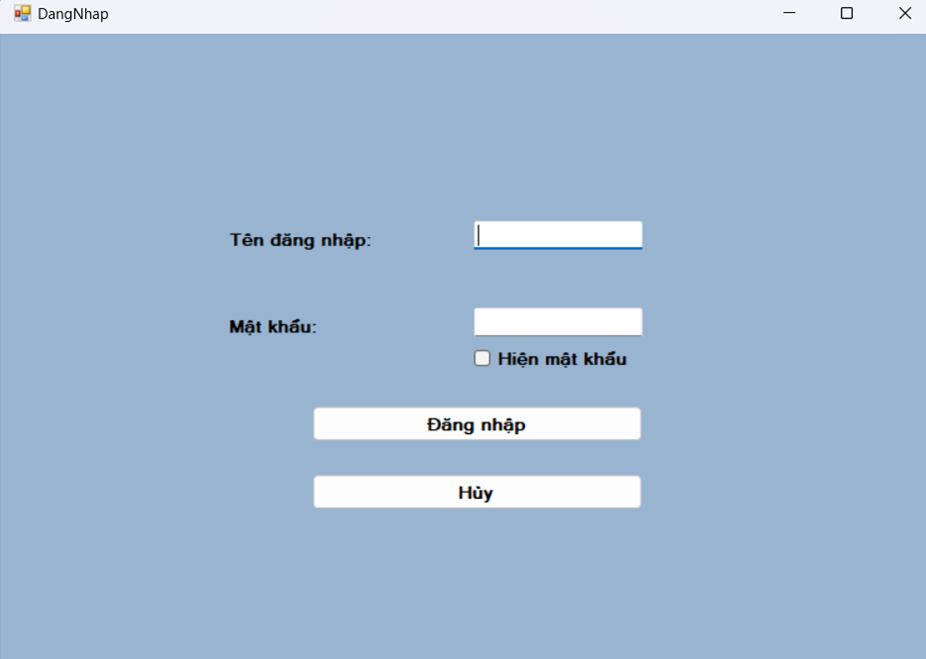 DangNhap
Tên đăng nhập:
Mật khẩu:
Hiện mật khẩu
Đăng nhập
Hủy